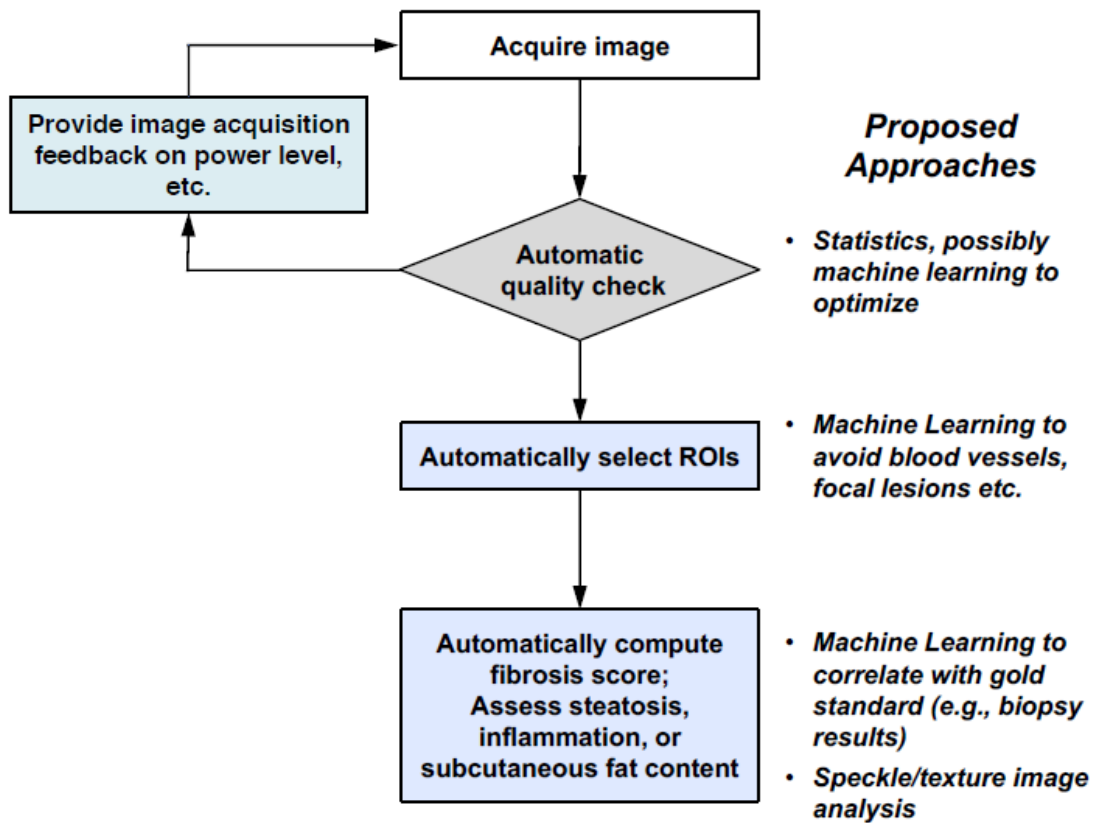 Acquire image
Provide image acquisition
feedback on power level,
etc.
Proposed
Approaches
Automatic
quality check
• Statistics, possibly
machine learning to
optimize
Automatically select ROIs
• Machine Learning to
avoid blood vessels,
focal lesions etc.
Automatically compute
fibrosis score;
Assess steatosis,
inflammation, or
subcutaneous fat content
• Machine Learning to
correlate with gold
standard (e.g., biopsy
results)
• Speckle/texture image
analysis